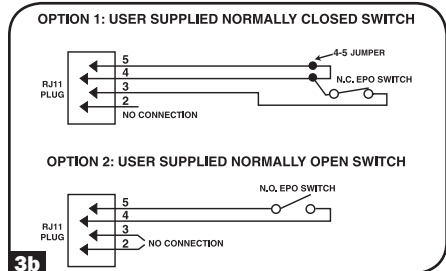 OPTION 1: USER SUPPLIED NORMALLY CLOSED SWITCH
4-5 JUMPER
5
4
N.C. EPO SWITCH
RJ11
PLUG
3
2
NO CONNECTION
OPTION 2: USER SUPPLIED NORMALLY OPEN SWITCH
N.O. EPO SWITCH
5
4
RJ11
PLUG
3
NO CONNECTION
2
3b